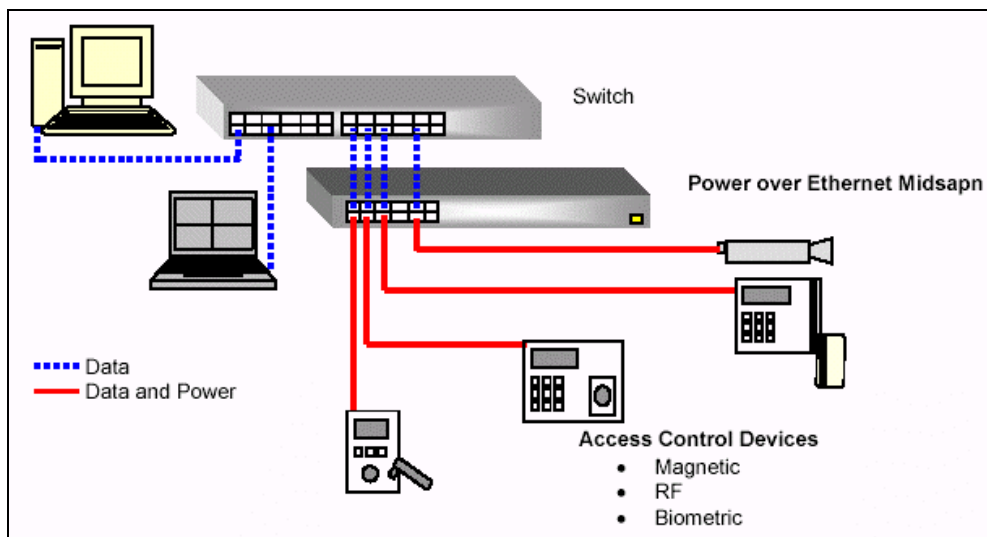 Switch
Power over Ethernet Midsapn
Data
Data and Power
Access Control Devices
• Magnetic
• RF
• Biometric